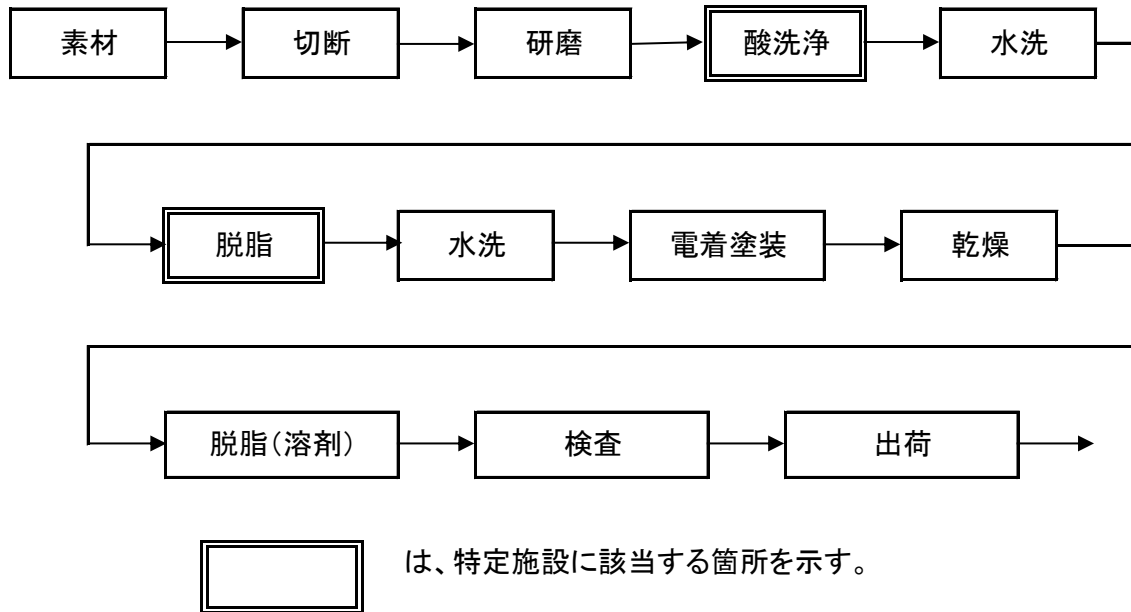 素材
切断
研磨
酸洗浄
水洗
脱脂
水洗
電着塗装
乾燥
脱脂(溶剤)
検査
出荷
は、特定施設に該当する箇所を示す。